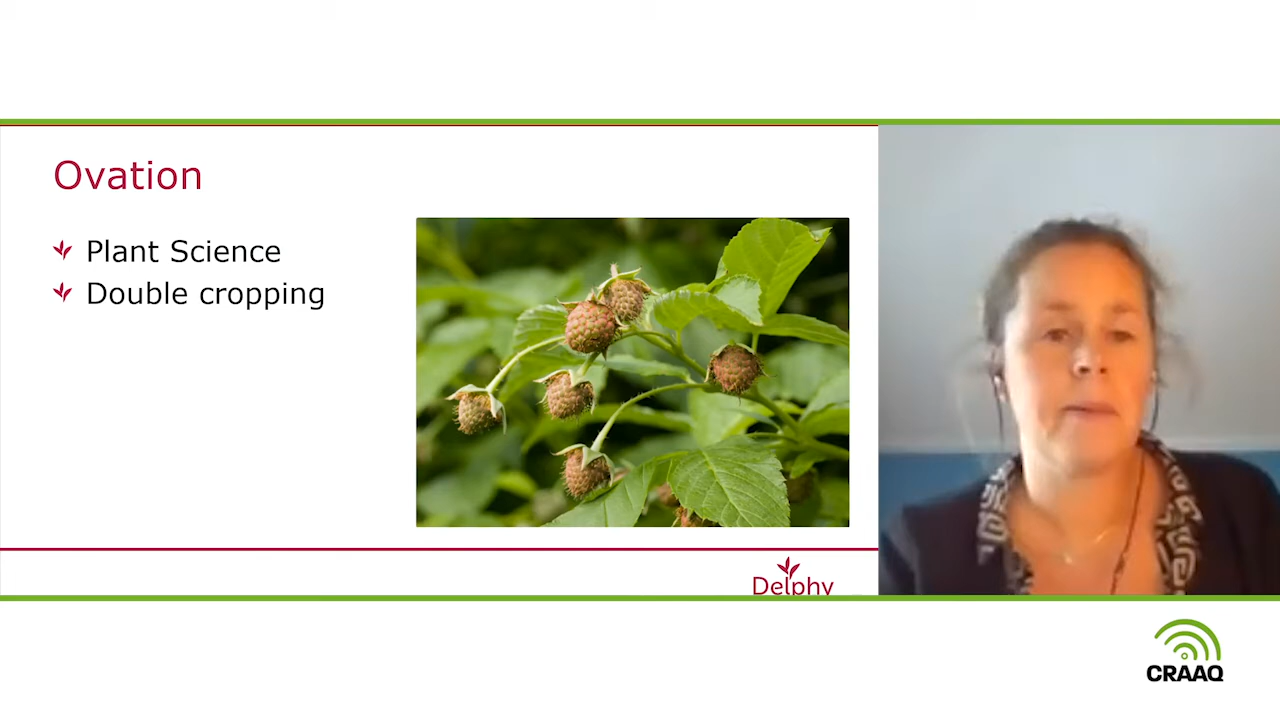 Ovation
Plant Science
Double cropping
Delphy
CRAAQ